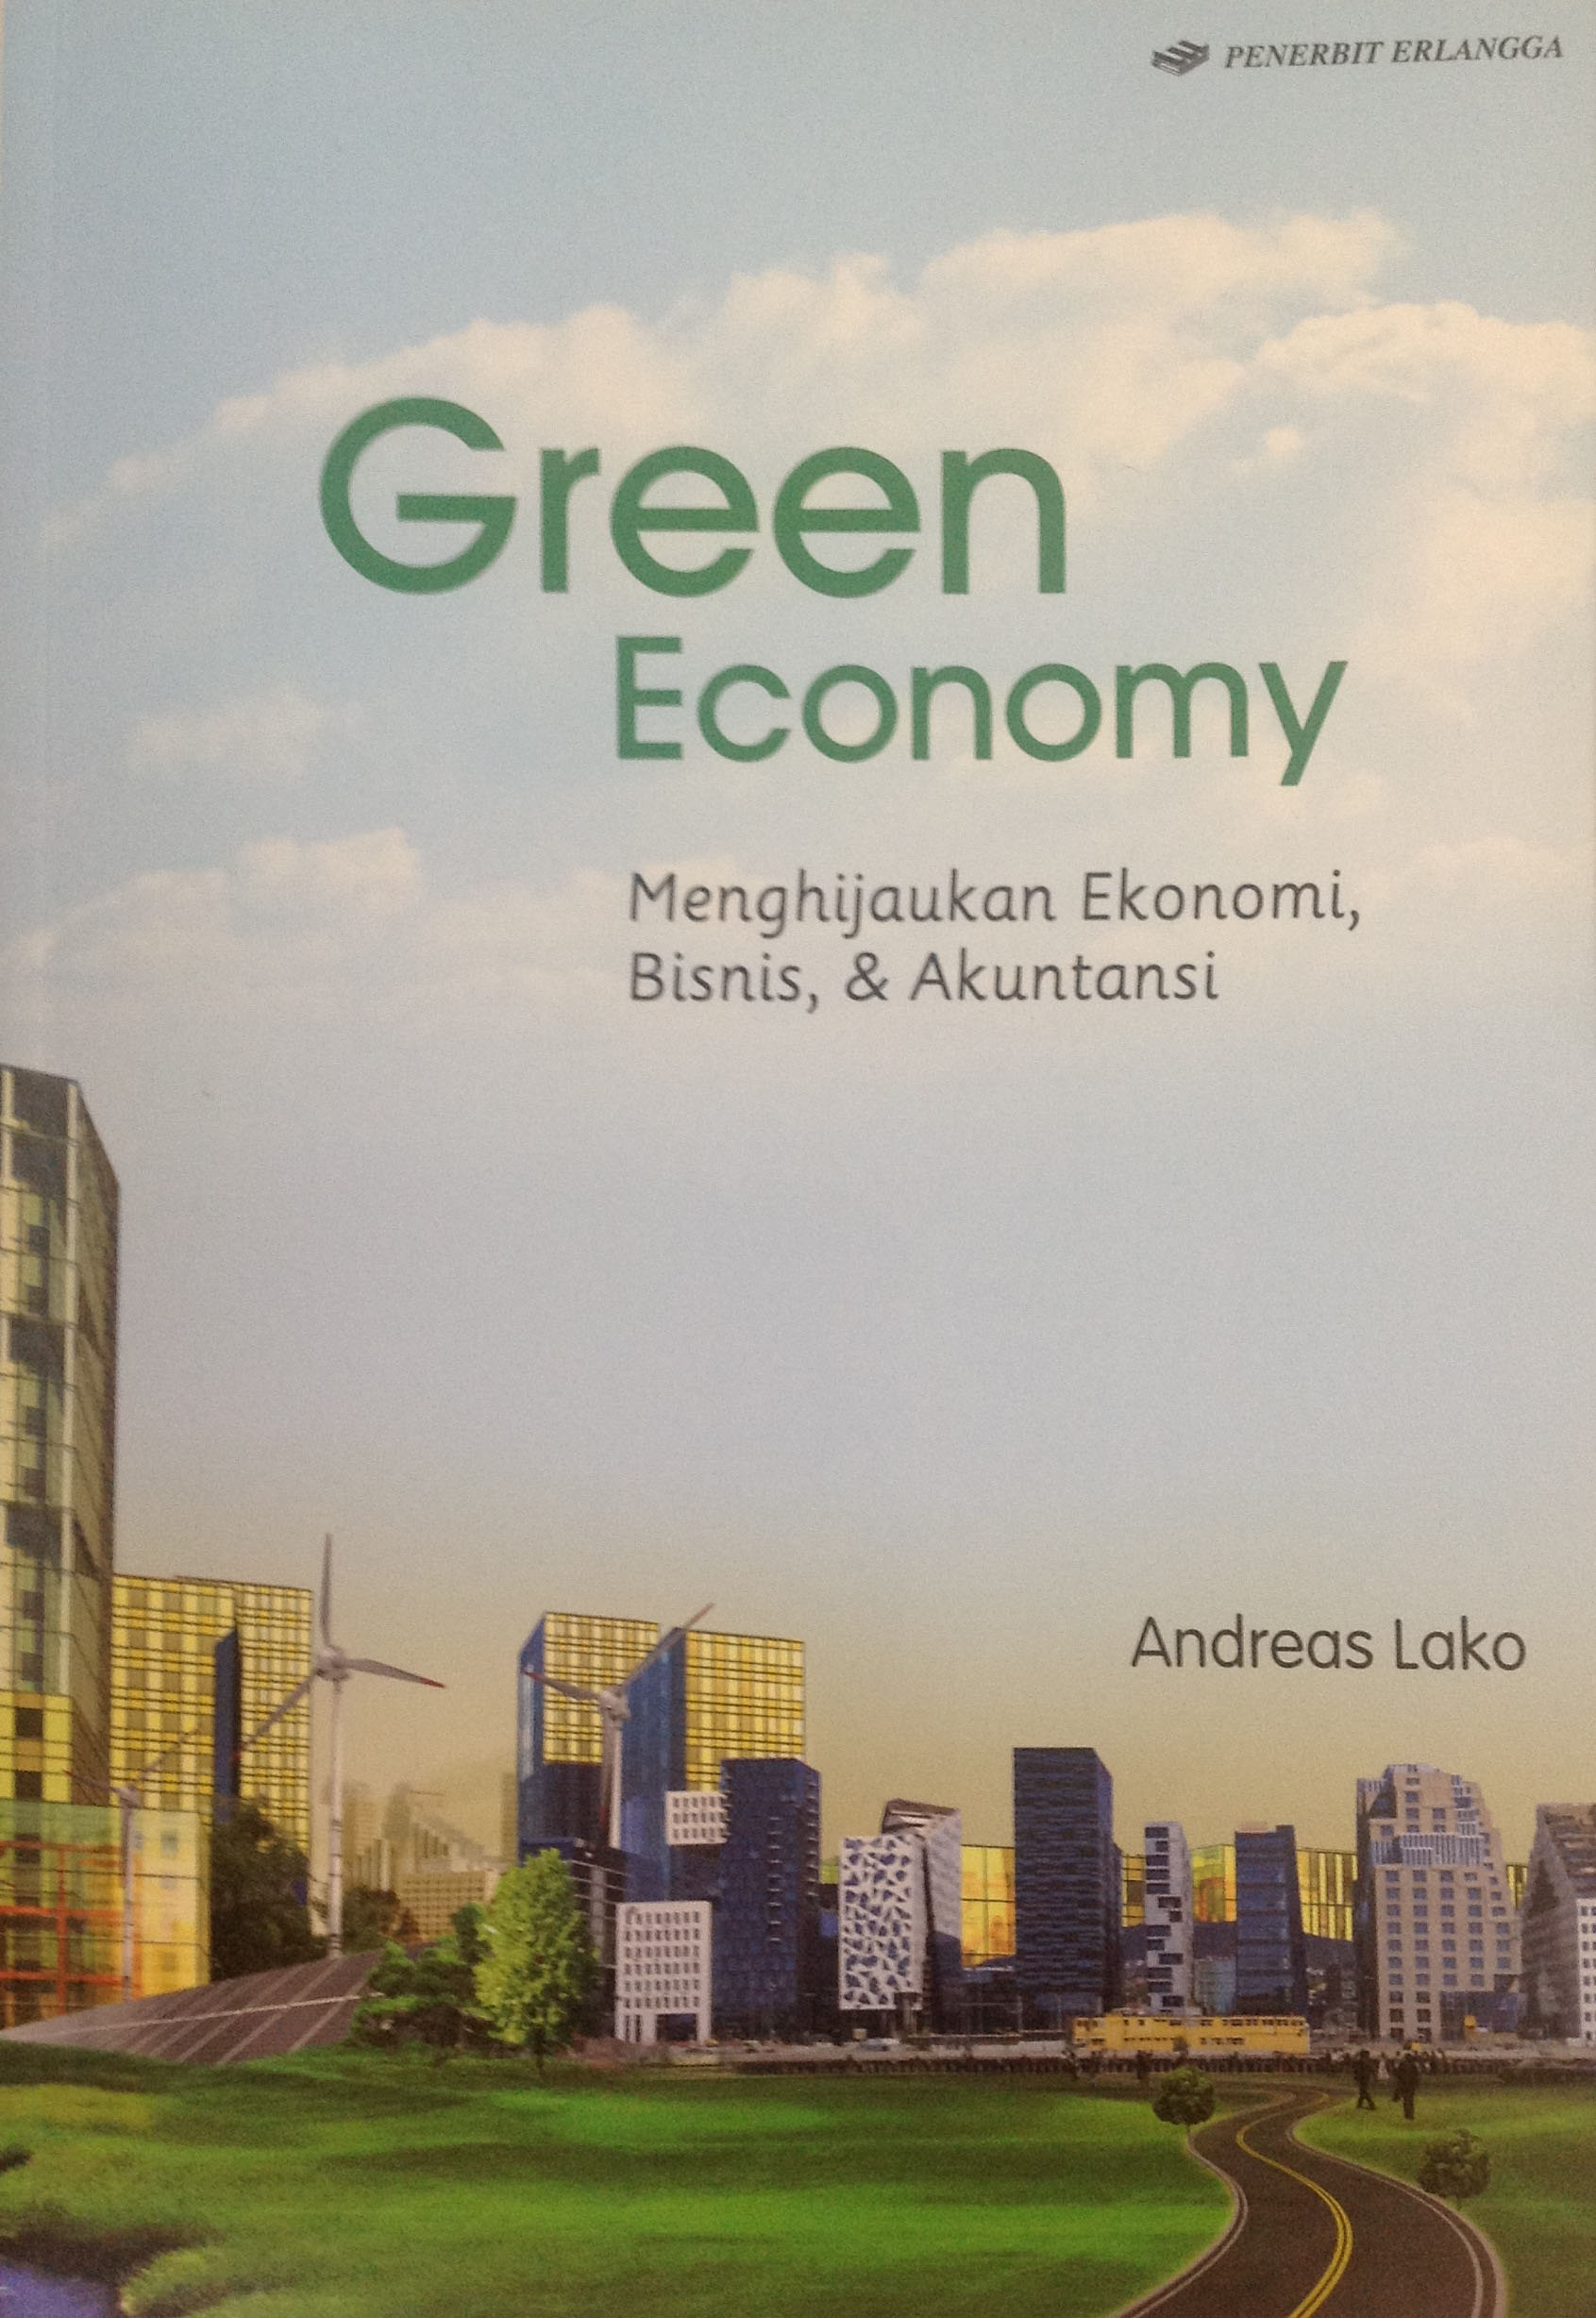 PENERBIT ERLANGGA
Green
Economy
Menghijaukan Ekonomi,
Bisnis, & Akuntansi
Andreas Lako